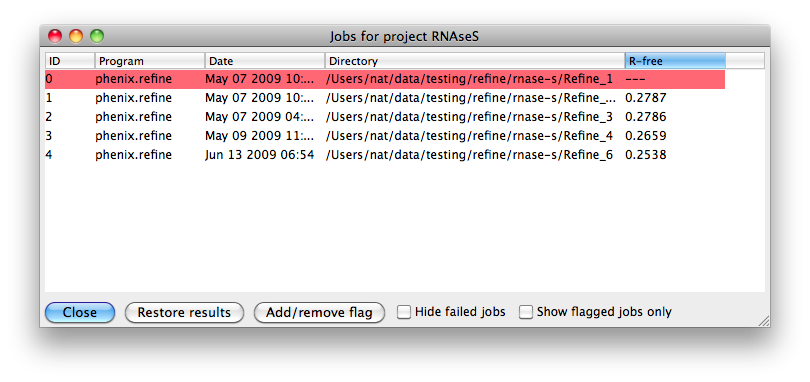 Jobs for project RNAseS
ID Program Date Directory R-free
0 phenix.refine May 07 2009 10:... /Users/nat/data/testing/refine/rnase-s/Refine_1 ---
1 phenix.refine May 07 2009 10:... /Users/nat/data/testing/refine/rnase-s/Refine_... 0.2787
2 phenix.refine May 07 2009 04:... /Users/nat/data/testing/refine/rnase-s/Refine_3 0.2786
3 phenix.refine May 09 2009 11:... /Users/nat/data/testing/refine/rnase-s/Refine_4 0.2659
4 phenix.refine Jun 13 2009 06:54 /Users/nat/data/testing/refine/rnase-s/Refine_6 0.2538
Close Restore results Add/remove flag Hide failed jobs Show flagged jobs only